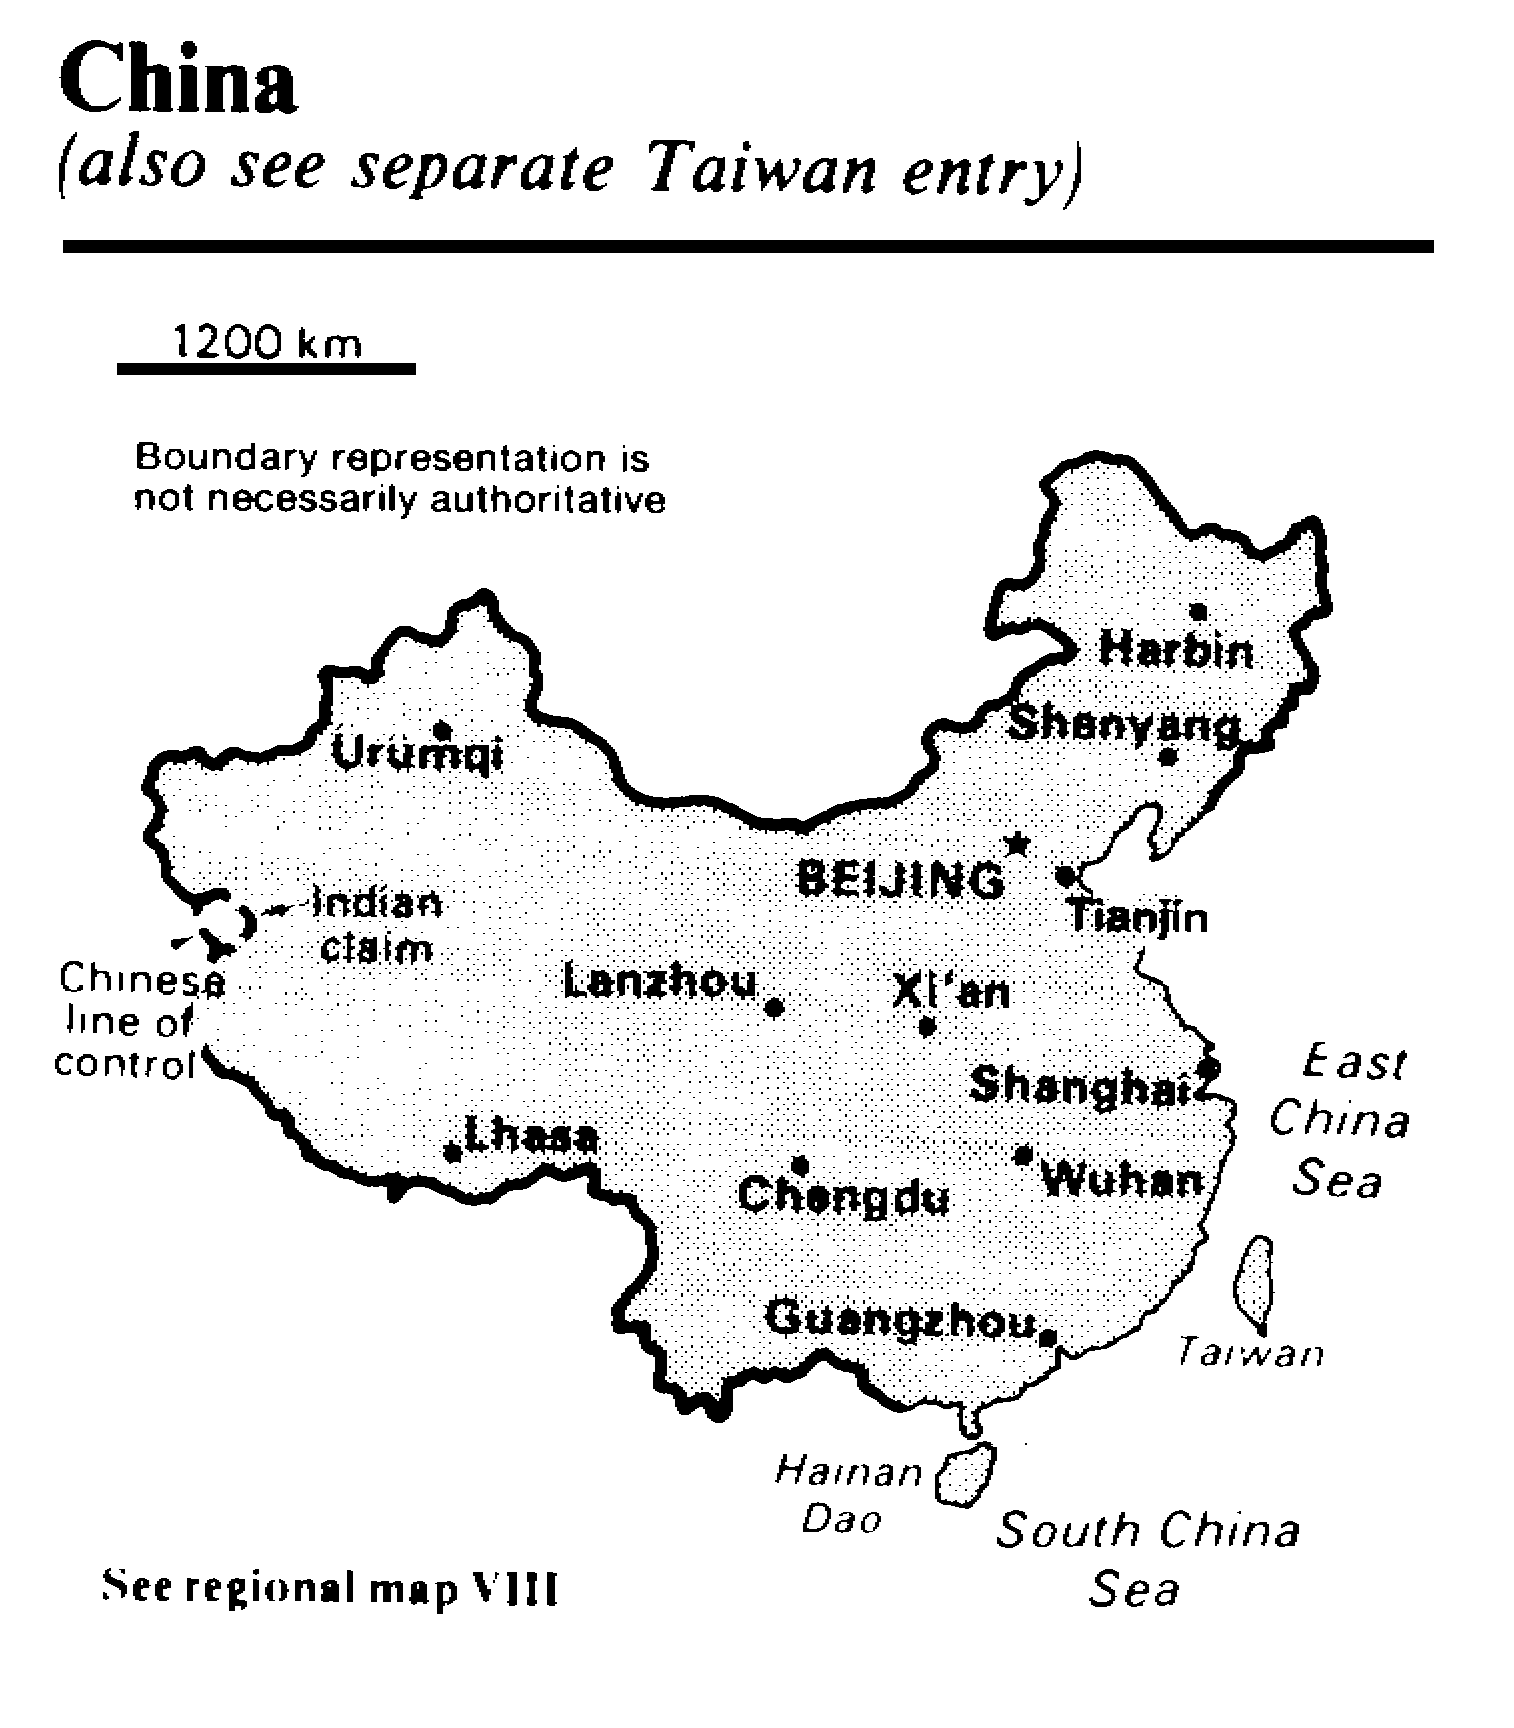 China
(also see separate Taiwan entry)
1200 km
Boundary representation is
not necessarily authoritative
Harbin
Shenyang
Ürümqi
BEIJING
Tianjin
Indian
claim
Chinese
line of
control
Lanzhou
Xi'an
Shanghai
East
China
Sea
Lhasa
Chengdu
Wuhan
Guangzhou
Taiwan
Hainan
Dao
South China
Sea
See regional map VIII